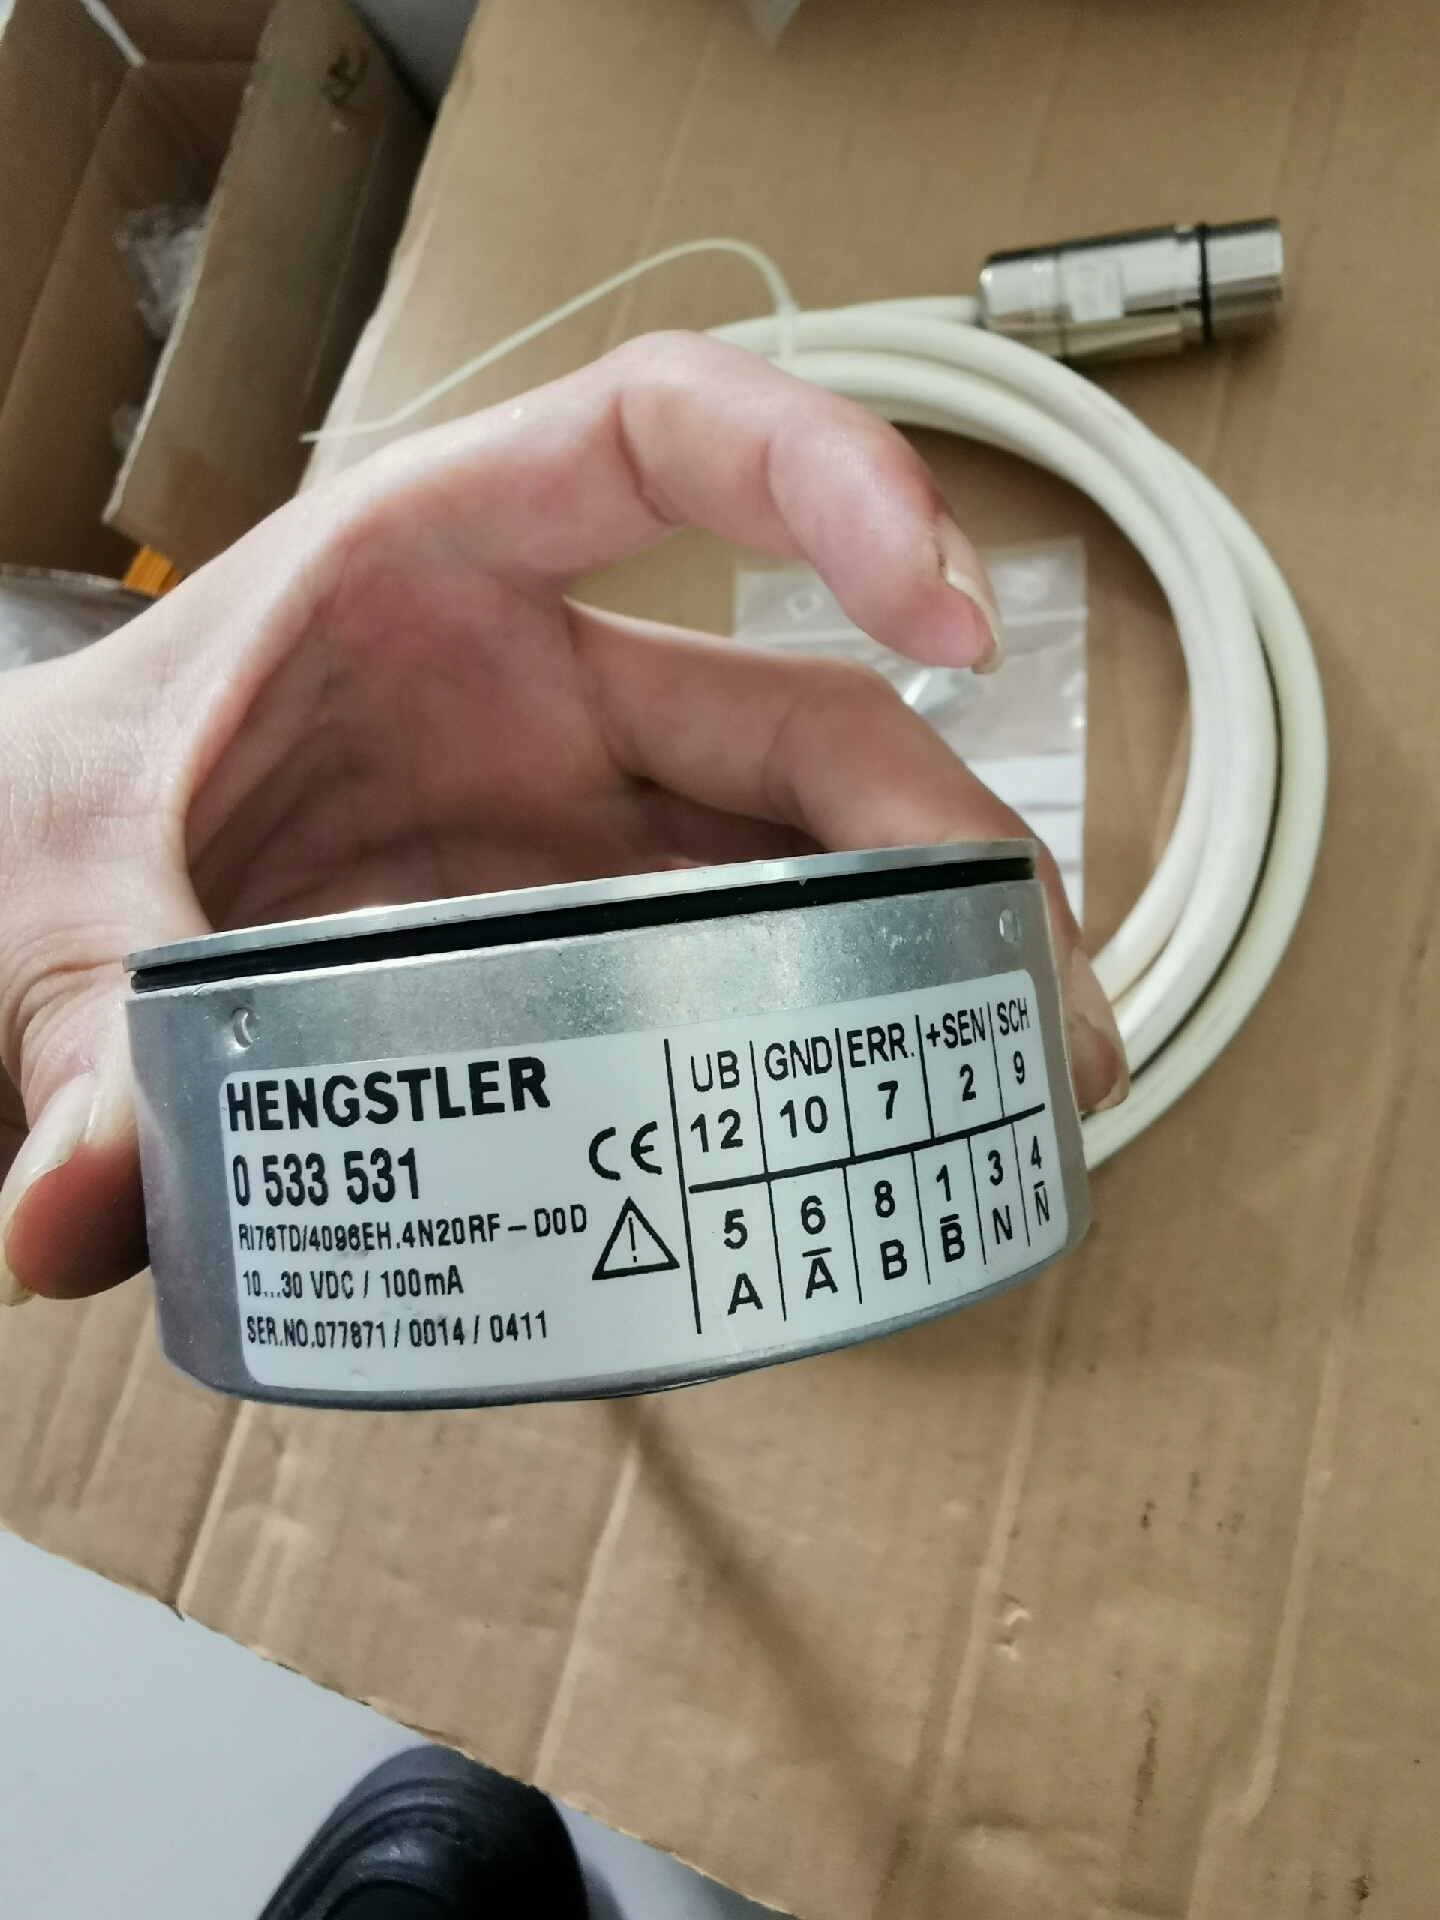 HENGSTLER
0 533 531
RI76TD/4096EH.4N20RF-D0D
10...30 VDC / 100mA
SER.NO.077871 / 0014 / 0411
CE
UB GND ERR. +SEN SCH
12 10 7 2 9
5 6 8 1 3 4
A A̅ B B̅ N N̅